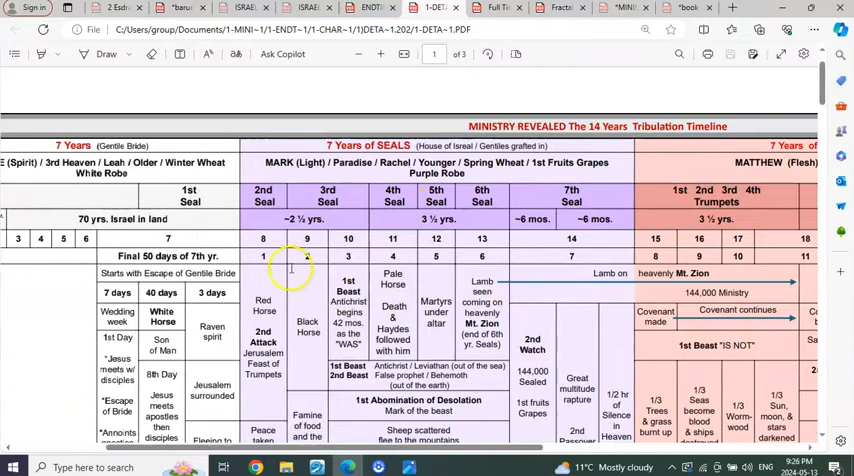 Sign in
2 Esdre
*baruc
ISRAEL
ISRAEL
ENDTIM
1-DETA
Full Tim
Fractal
*MINIS
*book
C:/Users/group/Documents/1-MINI~1/1-ENDT~1/1-CHAR~1/1)DETA~1.202/1-DETA~1.PDF
Draw
Ask Copilot
1 of 3
MINISTRY REVEALED The 14 Years Tribulation Timeline
7 Years (Gentile Bride)
7 Years of SEALS (House of Isreal / Gentiles grafted in)
7 Years of
(Spirit) / 3rd Heaven / Leah / Older / Winter Wheat
White Robe
MARK (Light) / Paradise / Rachel / Younger / Spring Wheat / 1st Fruits Grapes
Purple Robe
MATTHEW (Flesh)
1st
Seal
2nd
Seal
3rd
Seal
4th
Seal
5th
Seal
6th
Seal
7th
Seal
1st 2nd 3rd 4th
Trumpets
70 yrs. Israel in land
~2 ½ yrs.
3 ½ yrs.
~6 mos.
~6 mos.
3 ½ yrs.
3 4 5 6 7 8 9 10 11 12 13 14 15 16 17 18
Final 50 days of 7th yr.
1 2 3 4 5 6 7 8 9 10 11
Starts with Escape of Gentile Bride
7 days
40 days
3 days
Wedding
week
1st Day
*Jesus
meets w/
disciples
*Escape
of Bride
*Annoints
White
Horse
Son
of Man
8th Day
Jesus
meets
apostles
then
disciples
Raven
spirit
Jerusalem
surrounded
Fleeing to
Red
Horse
2nd
Attack
Jerusalem
Feast of
Trumpets
Peace
taken
Black
Horse
Famine
of food
and the
1st
Beast
Antichrist
begins
42 mos.
as the
"WAS"
Pale
Horse
Death
&
Haydes
followed
with him
Martyrs
under
altar
Lamb
seen
coming on
heavenly
Mt. Zion
(end of 6th
yr. Seals)
1st Beast Antichrist / Leviathan (out of the sea)
2nd Beast False prophet / Behemoth
(out of the earth)
1st Abomination of Desolation
Mark of the beast
Sheep scattered
flee to the mountains
Lamb on heavenly Mt. Zion
144,000 Ministry
2nd
Watch
144,000
Sealed
1st fruits
Grapes
Great
multitude
rapture
2nd
Passover
1/2 hr
of
Silence
in
Heaven
Covenant
made
Covenant continues
1st Beast "IS NOT"
1/3
Trees &
grass
burnt up
1/3
Seas
become
blood
& ships
destroyed
1/3
Worm-
wood
1/3
Sun,
moon, &
stars
darkened
Type here to search
11°C Mostly cloudy
9:26 PM
2024-05-13